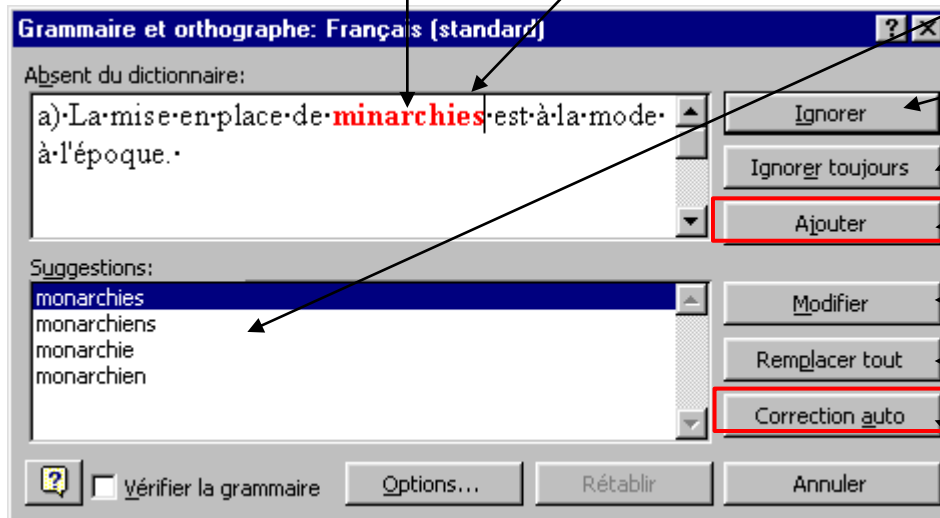 Grammaire et orthographe: Français (standard)
Absent du dictionnaire:
a)·La·mise·en·place·de·minarchies·est·à·la·mode·
à·l'époque.·
Ignorer
Ignorer toujours
Ajouter
Suggestions:
monarchies
monarchiens
monarchie
monarchien
Modifier
Remplacer tout
Correction auto
Vérifier la grammaire
Options...
Rétablir
Annuler